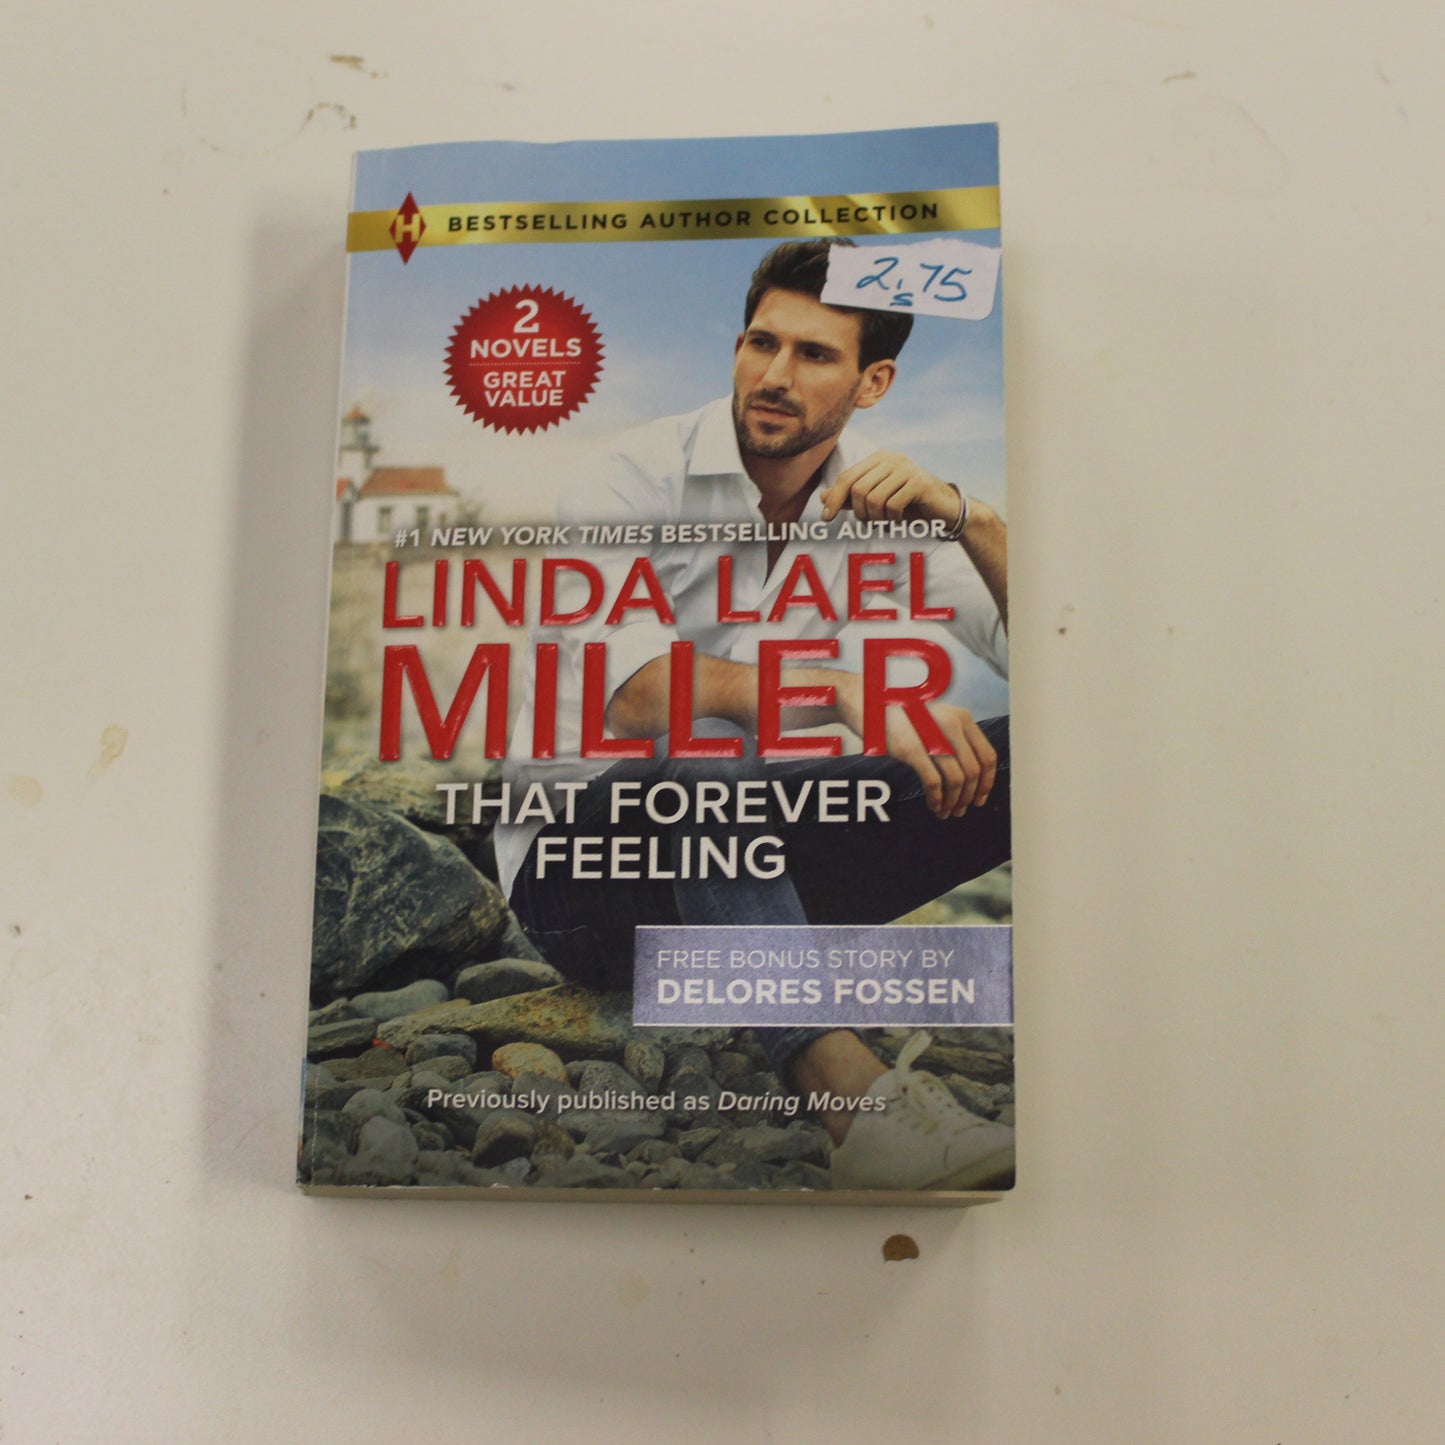 H BESTSELLING AUTHOR COLLECTION
2.75
s
2
NOVELS
GREAT
VALUE
#1 NEW YORK TIMES BESTSELLING AUTHOR
LINDA LAEL
MILLER
THAT FOREVER
FEELING
FREE BONUS STORY BY
DELORES FOSSEN
Previously published as Daring Moves